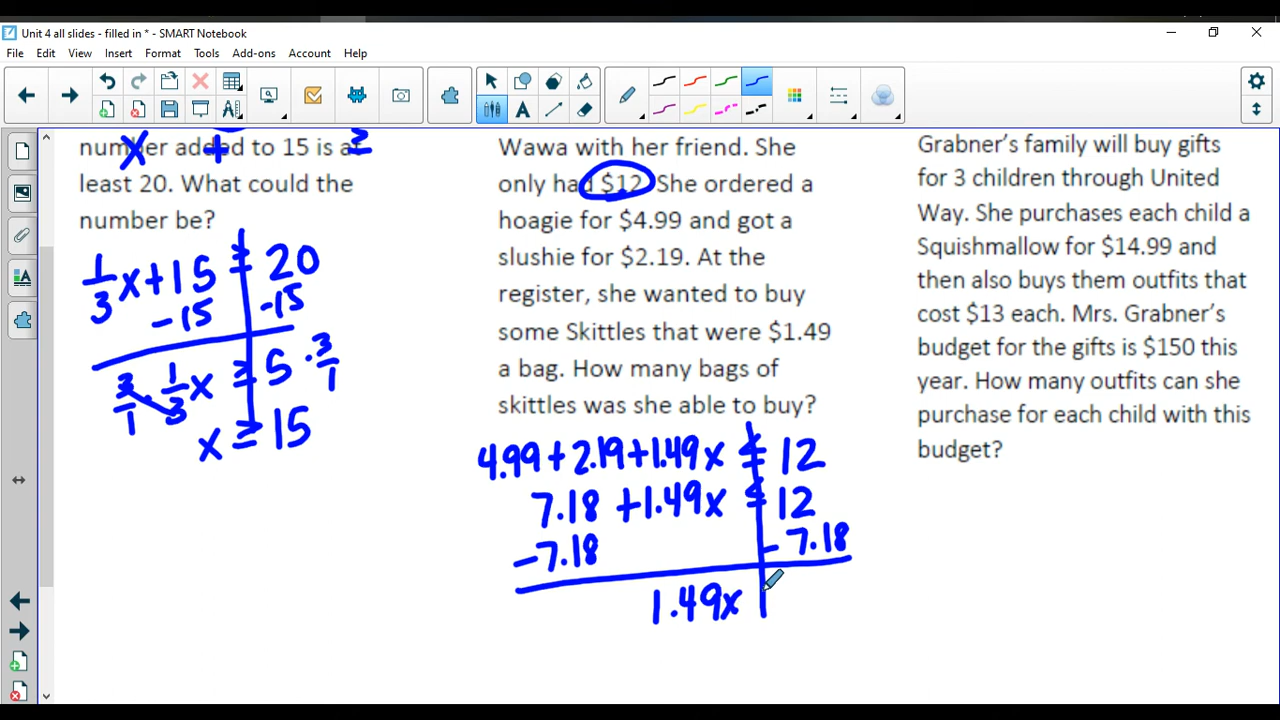 Unit 4 all slides - filled in * - SMART Notebook
File Edit View Insert Format Tools Add-ons Account Help
number added to 15 is at
x + ≥
least 20. What could the
number be?
1/3 x + 15 ≥ 20
- 15 - 15
3/1 · 1/3 x ≥ 5 · 3/1
x ≥ 15
Wawa with her friend. She
only had $12. She ordered a
hoagie for $4.99 and got a
slushie for $2.19. At the
register, she wanted to buy
some Skittles that were $1.49
a bag. How many bags of
skittles was she able to buy?
4.99 + 2.19 + 1.49x ≤ 12
7.18 + 1.49x ≤ 12
- 7.18 - 7.18
1.49x
Grabner's family will buy gifts
for 3 children through United
Way. She purchases each child a
Squishmallow for $14.99 and
then also buys them outfits that
cost $13 each. Mrs. Grabner's
budget for the gifts is $150 this
year. How many outfits can she
purchase for each child with this
budget?